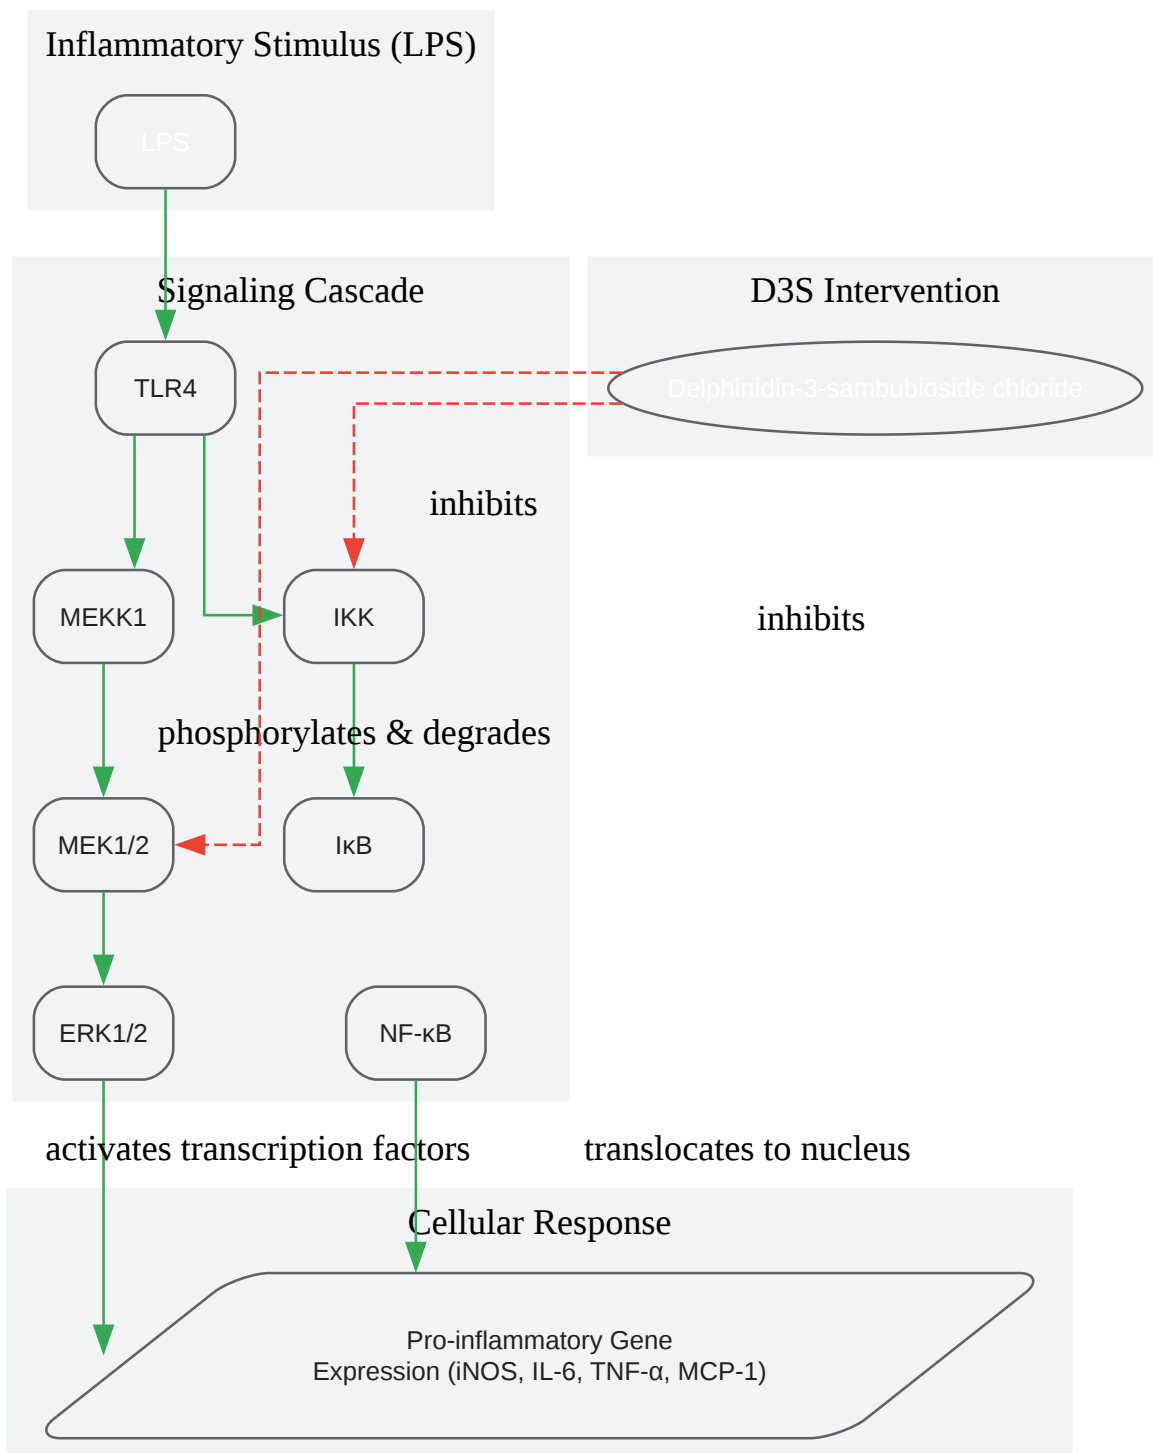 Inflammatory Stimulus (LPS)
LPS
Signaling Cascade
D3S Intervention
TLR4
Delphinidin-3-sambubioside chloride
inhibits
MEKK1
IKK
inhibits
phosphorylates & degrades
MEK1/2
IκB
ERK1/2
NF-κB
activates transcription factors
translocates to nucleus
Cellular Response
Pro-inflammatory Gene
Expression (iNOS, IL-6, TNF-α, MCP-1)